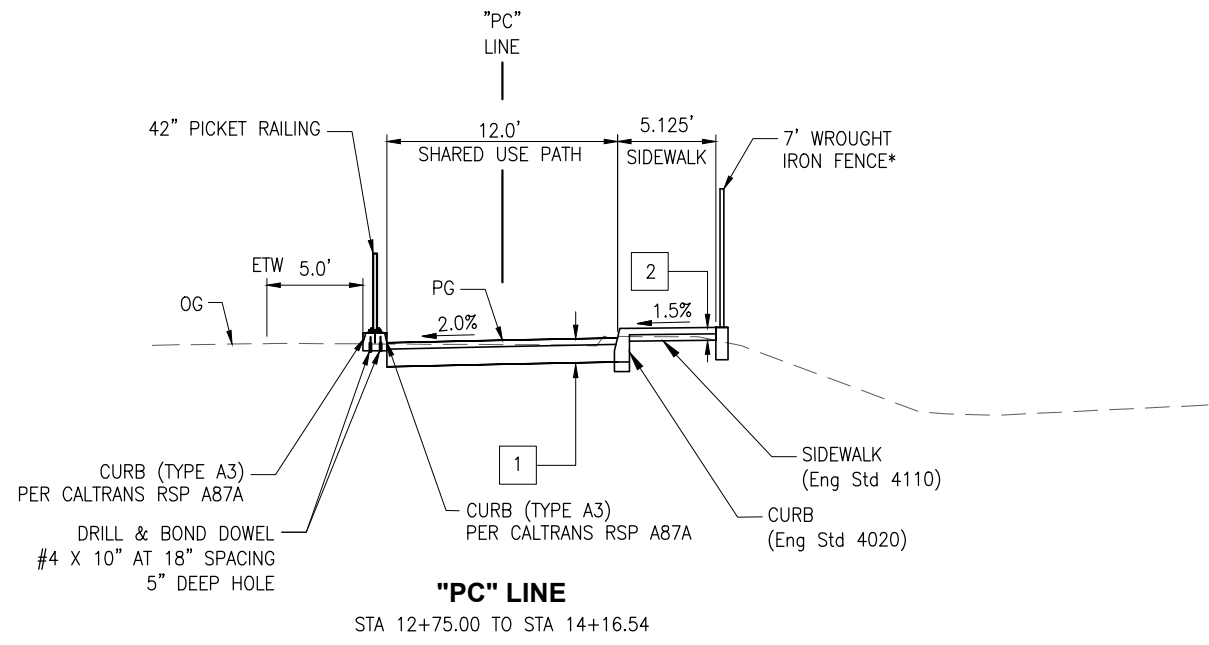 "PC"
LINE
42" PICKET RAILING
12.0'
SHARED USE PATH
5.125'
SIDEWALK
7' WROUGHT
IRON FENCE*
ETW 5.0'
OG
PG
2.0%
1.5%
2
1
CURB (TYPE A3)
PER CALTRANS RSP A87A
DRILL & BOND DOWEL
#4 X 10" AT 18" SPACING
5" DEEP HOLE
CURB (TYPE A3)
PER CALTRANS RSP A87A
SIDEWALK
(Eng Std 4110)
CURB
(Eng Std 4020)
"PC" LINE
STA 12+75.00 TO STA 14+16.54